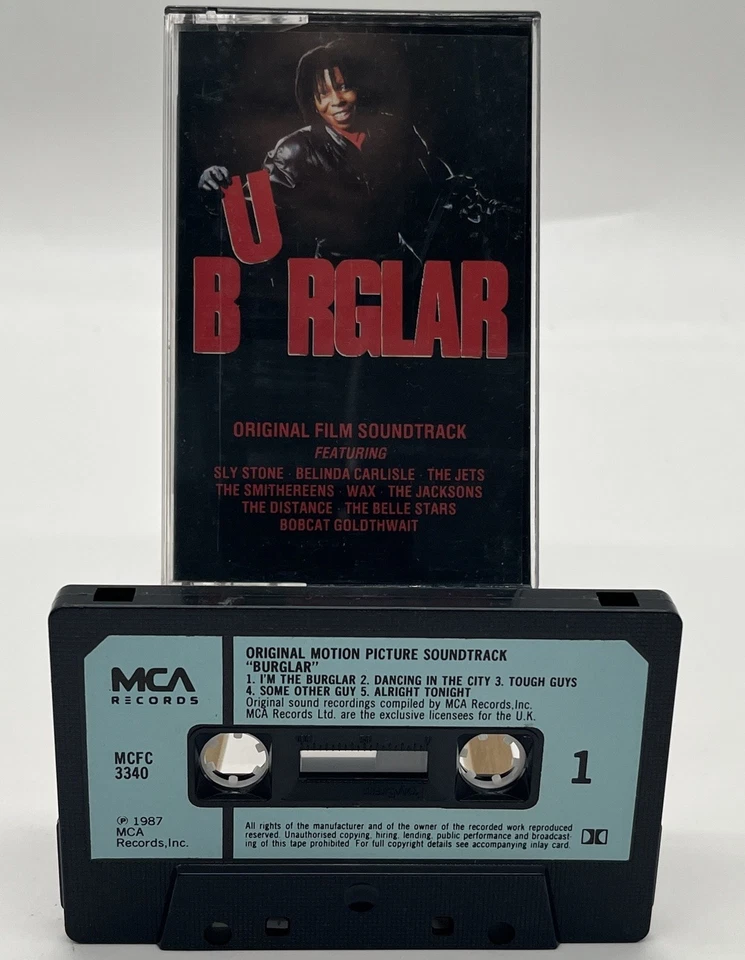 BURGLAR
ORIGINAL FILM SOUNDTRACK
FEATURING
SLY STONE · BELINDA CARLISLE · THE JETS
THE SMITHEREENS · WAX · THE JACKSONS
THE DISTANCE · THE BELLE STARS
BOBCAT GOLDTHWAIT
MCA
RECORDS
MCFC
3340
℗ 1987
MCA
Records,Inc.
ORIGINAL MOTION PICTURE SOUNDTRACK
"BURGLAR"
1. I'M THE BURGLAR 2. DANCING IN THE CITY 3. TOUGH GUYS
4. SOME OTHER GUY 5. ALRIGHT TONIGHT
Original sound recordings compiled by MCA Records,Inc.
MCA Records Ltd. are the exclusive licensees for the U.K.
1
All rights of the manufacturer and of the owner of the recorded work reproduced
reserved. Unauthorised copying, hiring, lending, public performance and broadcast-
ing of this tape prohibited. For full copyright details see accompanying inlay card.